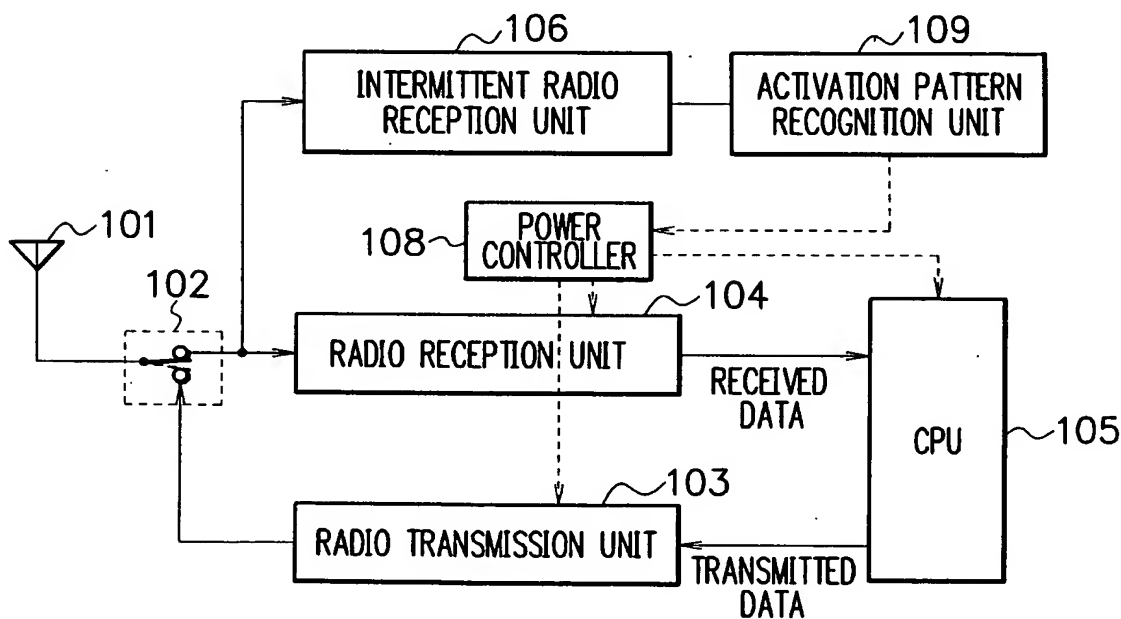 106
INTERMITTENT RADIO
RECEPTION UNIT
109
ACTIVATION PATTERN
RECOGNITION UNIT
101
108
POWER
CONTROLLER
102
104
RADIO RECEPTION UNIT
RECEIVED
DATA
CPU
105
103
RADIO TRANSMISSION UNIT
TRANSMITTED
DATA